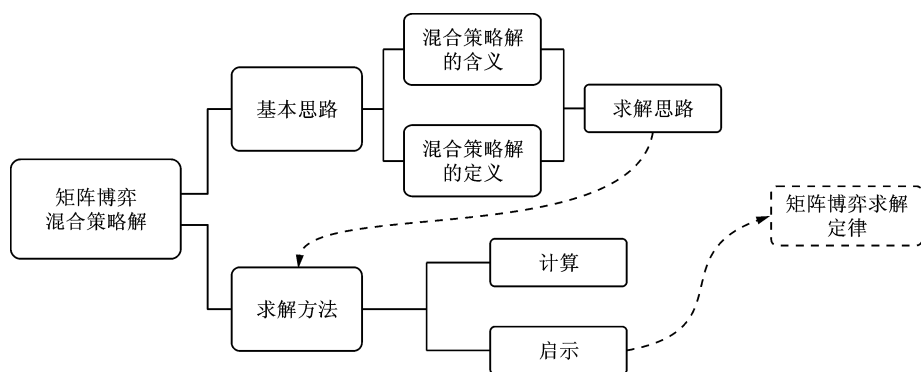 矩阵博弈
混合策略解
基本思路
混合策略解
的含义
混合策略解
的定义
求解思路
求解方法
计算
启示
矩阵博弈求解
定律